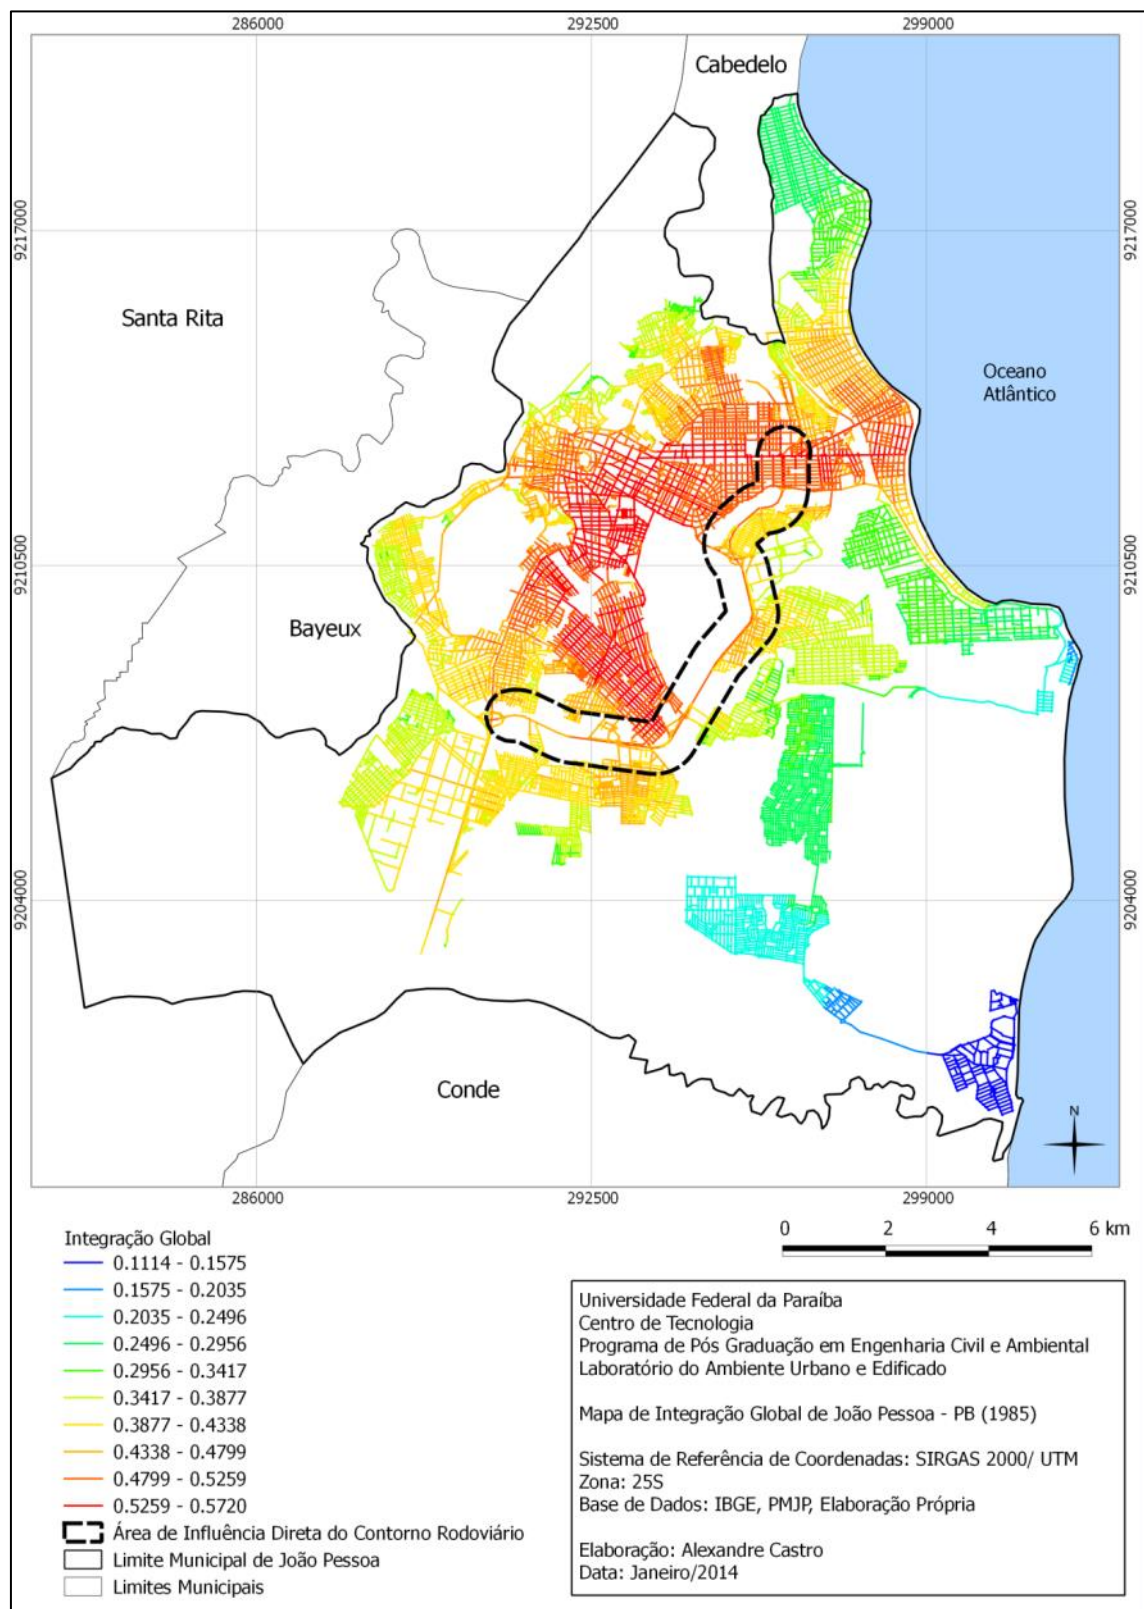 286000
292500
299000
Cabedelo
9217000
9217000
Santa Rita
Oceano
Atlântico
9210500
9210500
Bayeux
9204000
9204000
Conde
N
286000
292500
299000
Integração Global
0.1114 - 0.1575
0.1575 - 0.2035
0.2035 - 0.2496
0.2496 - 0.2956
0.2956 - 0.3417
0.3417 - 0.3877
0.3877 - 0.4338
0.4338 - 0.4799
0.4799 - 0.5259
0.5259 - 0.5720
Área de Influência Direta do Contorno Rodoviário
Limite Municipal de João Pessoa
Limites Municipais
0 2 4 6 km
Universidade Federal da Paraíba
Centro de Tecnologia
Programa de Pós Graduação em Engenharia Civil e Ambiental
Laboratório do Ambiente Urbano e Edificado
Mapa de Integração Global de João Pessoa - PB (1985)
Sistema de Referência de Coordenadas: SIRGAS 2000/ UTM
Zona: 25S
Base de Dados: IBGE, PMJP, Elaboração Própria
Elaboração: Alexandre Castro
Data: Janeiro/2014